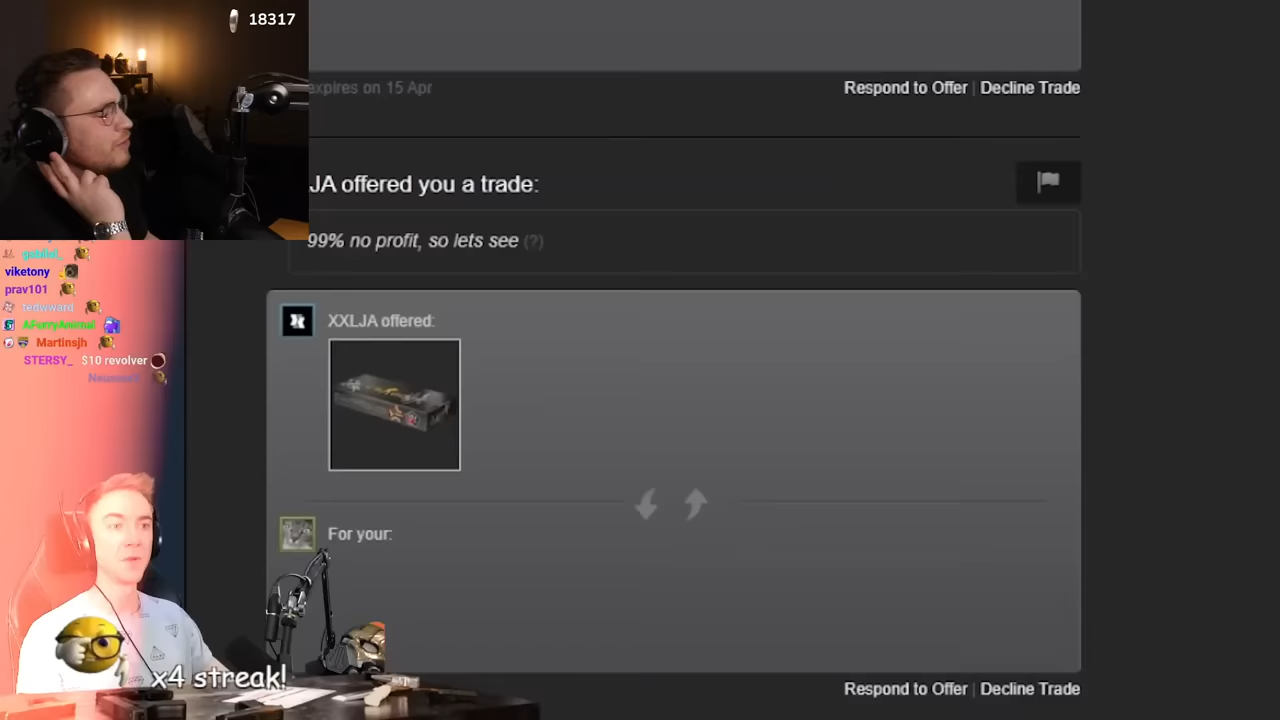 18317
expires on 15 Apr
Respond to Offer | Decline Trade
JA offered you a trade:
99% no profit, so lets see (?)
viketony
prav101
AFurryAnimal
Martinsjh
STERSY_ $10 revolver
XXLJA offered:
For your:
x4 streak!
Respond to Offer | Decline Trade